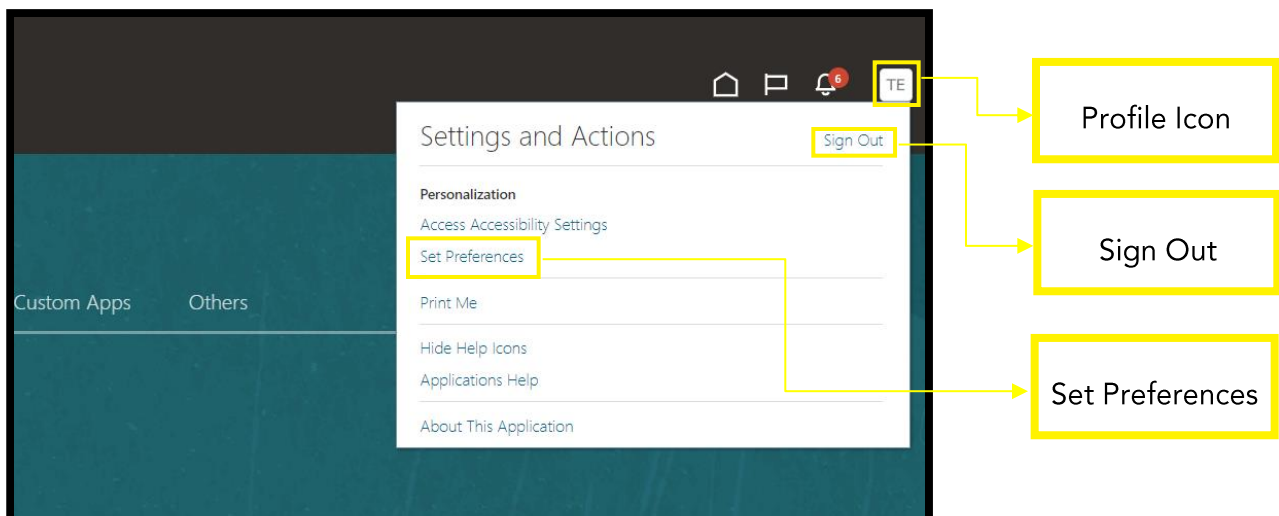 6
TE
Profile Icon
Settings and Actions
Sign Out
Personalization
Access Accessibility Settings
Set Preferences
Sign Out
Custom Apps
Others
Print Me
Hide Help Icons
Applications Help
Set Preferences
About This Application